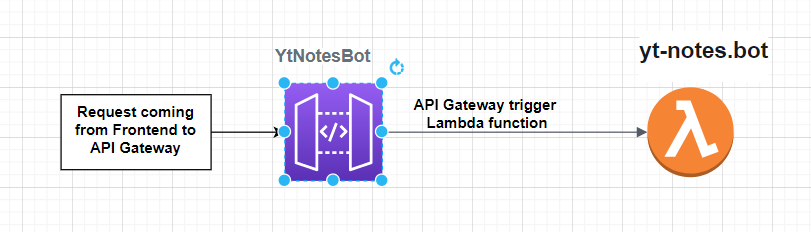 YtNotesBot
yt-notes.bot
Request coming
from Frontend to
API Gateway
</>
API Gateway trigger
Lambda function
λ